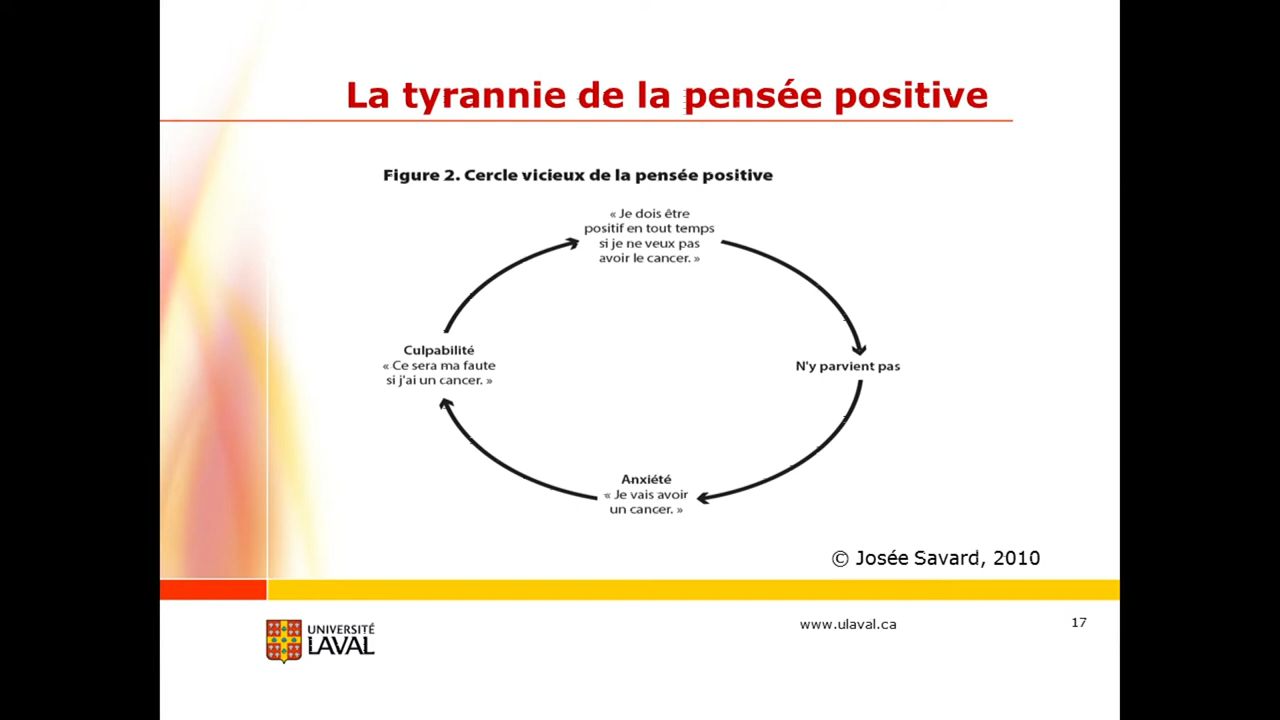 La tyrannie de la pensée positive
Figure 2. Cercle vicieux de la pensée positive
« Je dois être
positif en tout temps
si je ne veux pas
avoir le cancer. »
Culpabilité
« Ce sera ma faute
si j'ai un cancer. »
N'y parvient pas
Anxiété
« Je vais avoir
un cancer. »
© Josée Savard, 2010
UNIVERSITÉ
LAVAL
www.ulaval.ca
17